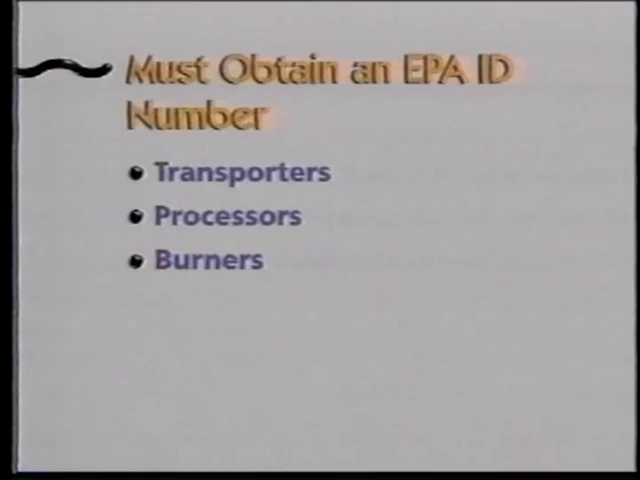 Must Obtain an EPA ID
Number
• Transporters
• Processors
• Burners